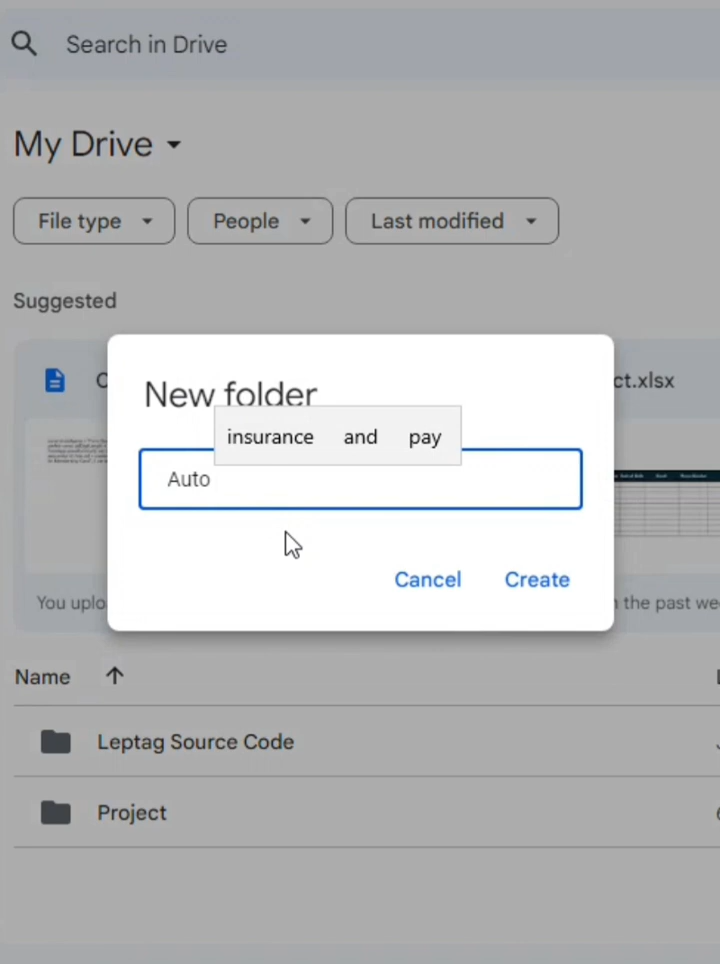 Search in Drive
My Drive
File type People Last modified
Suggested
ct.xlsx
New folder
insurance and pay
Auto
Cancel Create
You uplo
the past we
Name
Leptag Source Code
Project